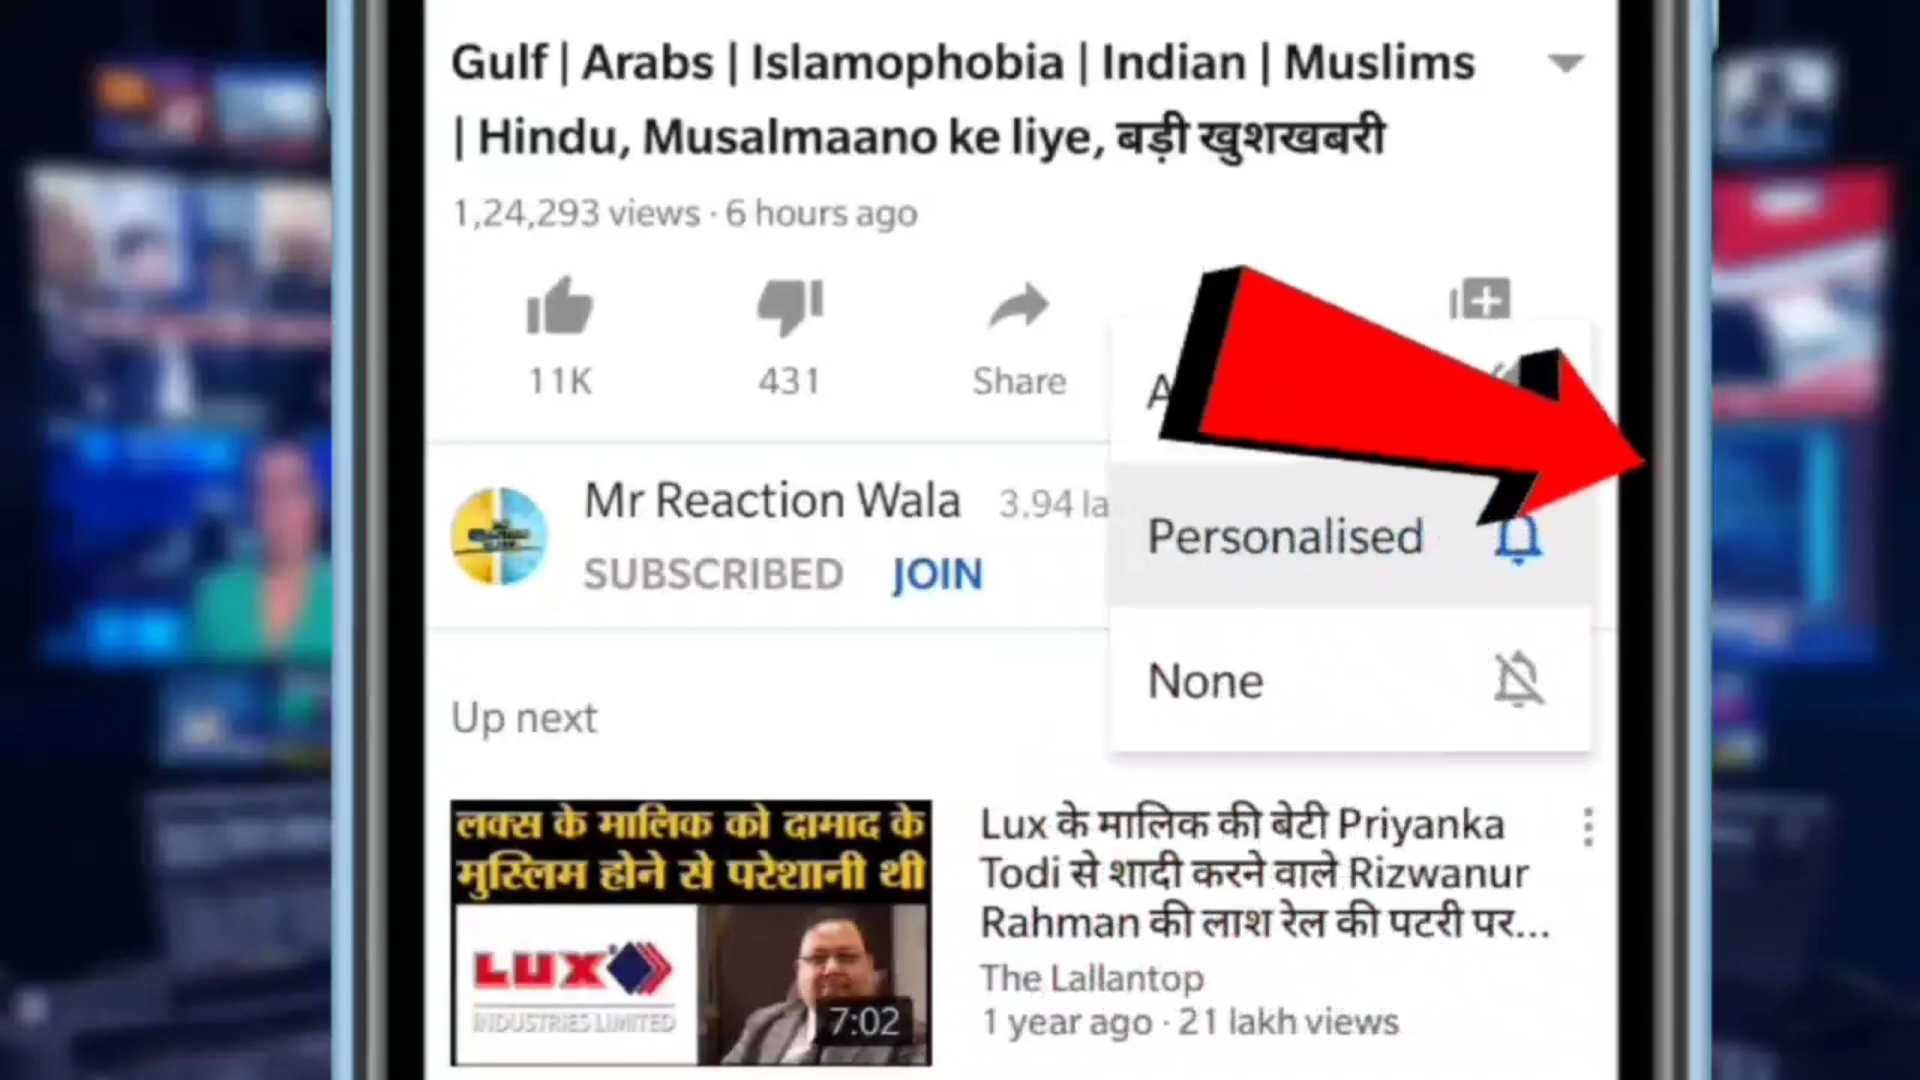 Gulf | Arabs | Islamophobia | Indian | Muslims
| Hindu, Musalmaano ke liye, बड़ी खुशखबरी
1,24,293 views · 6 hours ago
11K
431
Share
Mr Reaction Wala 3.94
SUBSCRIBED JOIN
Personalised
None
Up next
लक्स के मालिक को दामाद के
मुस्लिम होने से परेशानी थी
LUX
INDUSTRIES LIMITED
7:02
Lux के मालिक की बेटी Priyanka
Todi से शादी करने वाले Rizwanur
Rahman की लाश रेल की पटरी पर...
The Lallantop
1 year ago · 21 lakh views